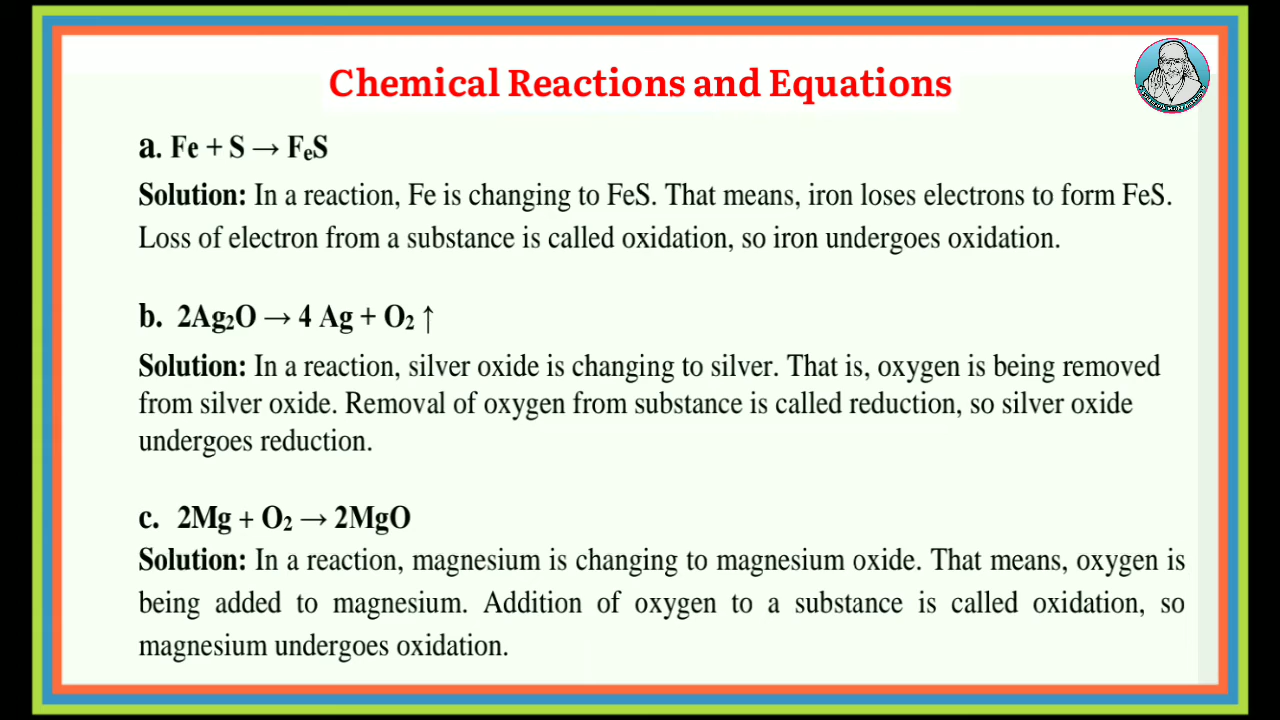 Chemical Reactions and Equations
a. Fe + S → FₑS
Solution: In a reaction, Fe is changing to FeS. That means, iron loses electrons to form FeS.
Loss of electron from a substance is called oxidation, so iron undergoes oxidation.
b. 2Ag₂O → 4 Ag + O₂ ↑
Solution: In a reaction, silver oxide is changing to silver. That is, oxygen is being removed
from silver oxide. Removal of oxygen from substance is called reduction, so silver oxide
undergoes reduction.
c. 2Mg + O₂ → 2MgO
Solution: In a reaction, magnesium is changing to magnesium oxide. That means, oxygen is
being added to magnesium. Addition of oxygen to a substance is called oxidation, so
magnesium undergoes oxidation.